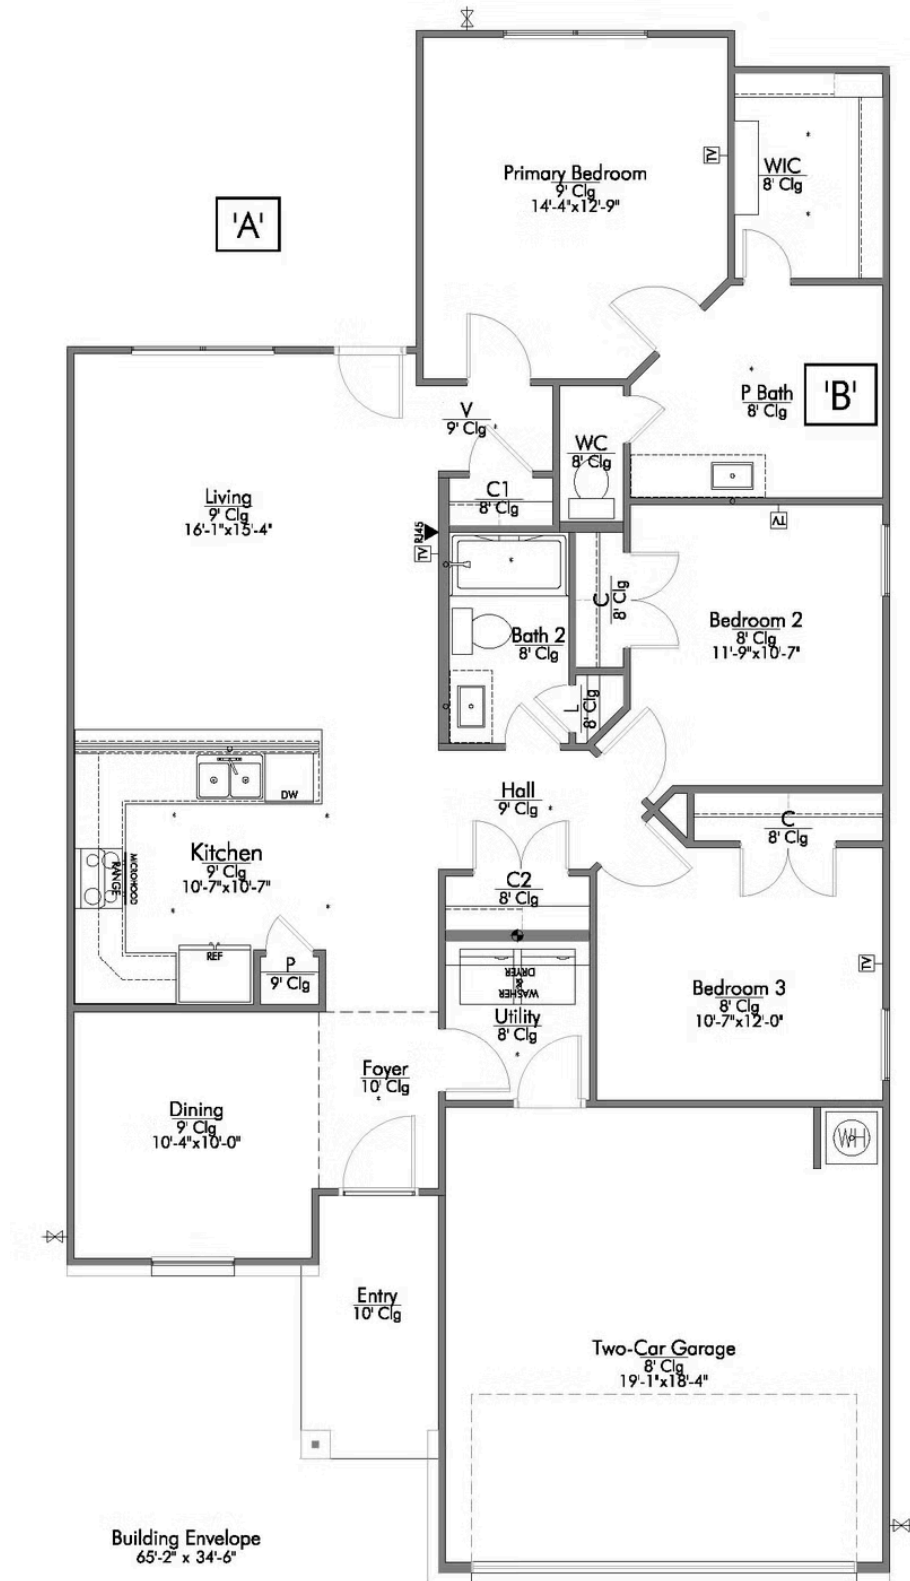 Primary Bedroom
9' Clg
14'-4"x12'-9"
TV
WIC
8' Clg
'A'
P Bath
8' Clg
'B'
V
9' Clg
WC
8' Clg
C1
8' Clg
Living
9' Clg
16'-1"x15'-4"
RJ45
TV
TV
C
8' Clg
Bedroom 2
8' Clg
11'-9"x10'-7"
Bath 2
8' Clg
L
8' Clg
DW
Hall
9' Clg
C
8' Clg
Kitchen
9' Clg
10'-7"x10'-7"
RANGE
MICROHOOD
C2
8' Clg
REF
P
9' Clg
WASHER
&
DRYER
Utility
8' Clg
TV
Bedroom 3
8' Clg
10'-7"x12'-0"
Foyer
10' Clg
Dining
9' Clg
10'-4"x10'-0"
WH
Entry
10' Clg
Two-Car Garage
8' Clg
19'-1"x18'-4"
Building Envelope
65'-2" x 34'-6"